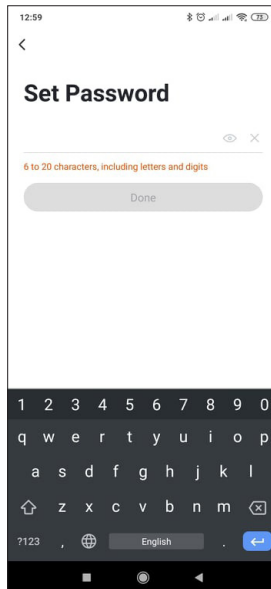 12:59
73
Set Password
6 to 20 characters, including letters and digits
Done
1 2 3 4 5 6 7 8 9 0
q w e r t y u i o p
a s d f g h j k l
z x c v b n m
?123 , English .